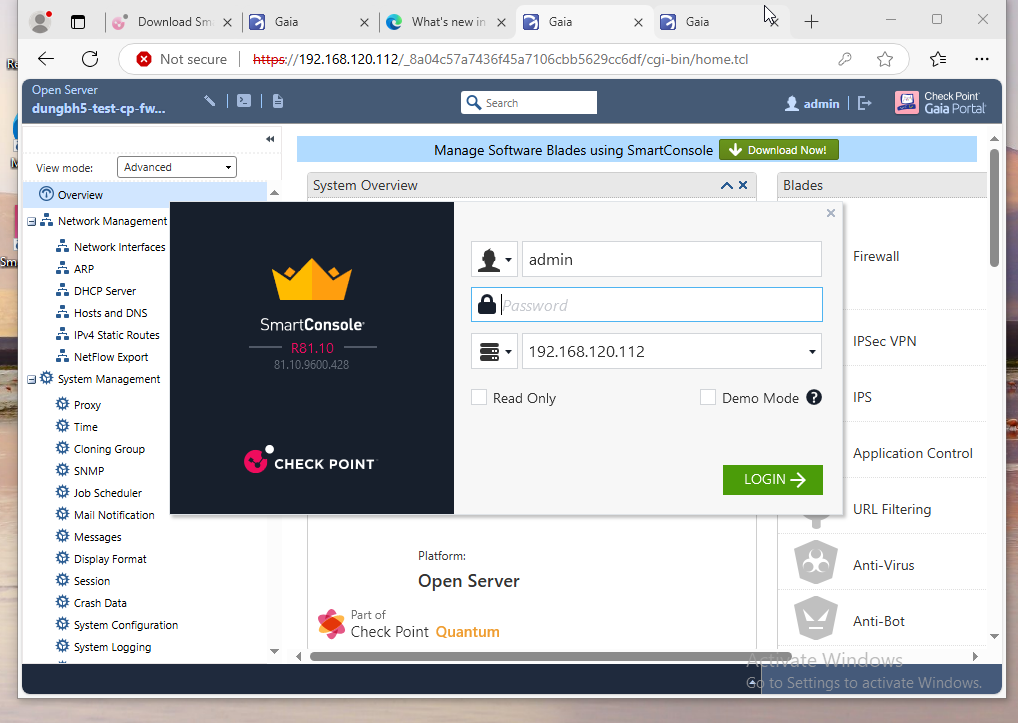 Download Sma
Gaia
What's new in
Gaia
Gaia
Not secure
https://192.168.120.112/_8a04c57a7436f45a7106cbb5629cc6df/cgi-bin/home.tcl
Open Server
dungbh5-test-cp-fw...
Search
admin
Check Point
Gaia Portal
View mode:
Advanced
Manage Software Blades using SmartConsole
Download Now!
Overview
Network Management
Network Interfaces
ARP
DHCP Server
Hosts and DNS
IPv4 Static Routes
NetFlow Export
System Management
Proxy
Time
Cloning Group
SNMP
Job Scheduler
Mail Notification
Messages
Display Format
Session
Crash Data
System Configuration
System Logging
System Overview
Blades
SmartConsole
R81.10
81.10.9600.428
CHECK POINT
admin
Password
192.168.120.112
Read Only
Demo Mode
LOGIN
Firewall
IPSec VPN
IPS
Application Control
URL Filtering
Anti-Virus
Anti-Bot
Platform:
Open Server
Part of
Check Point Quantum
Activate Windows
Go to Settings to activate Windows.